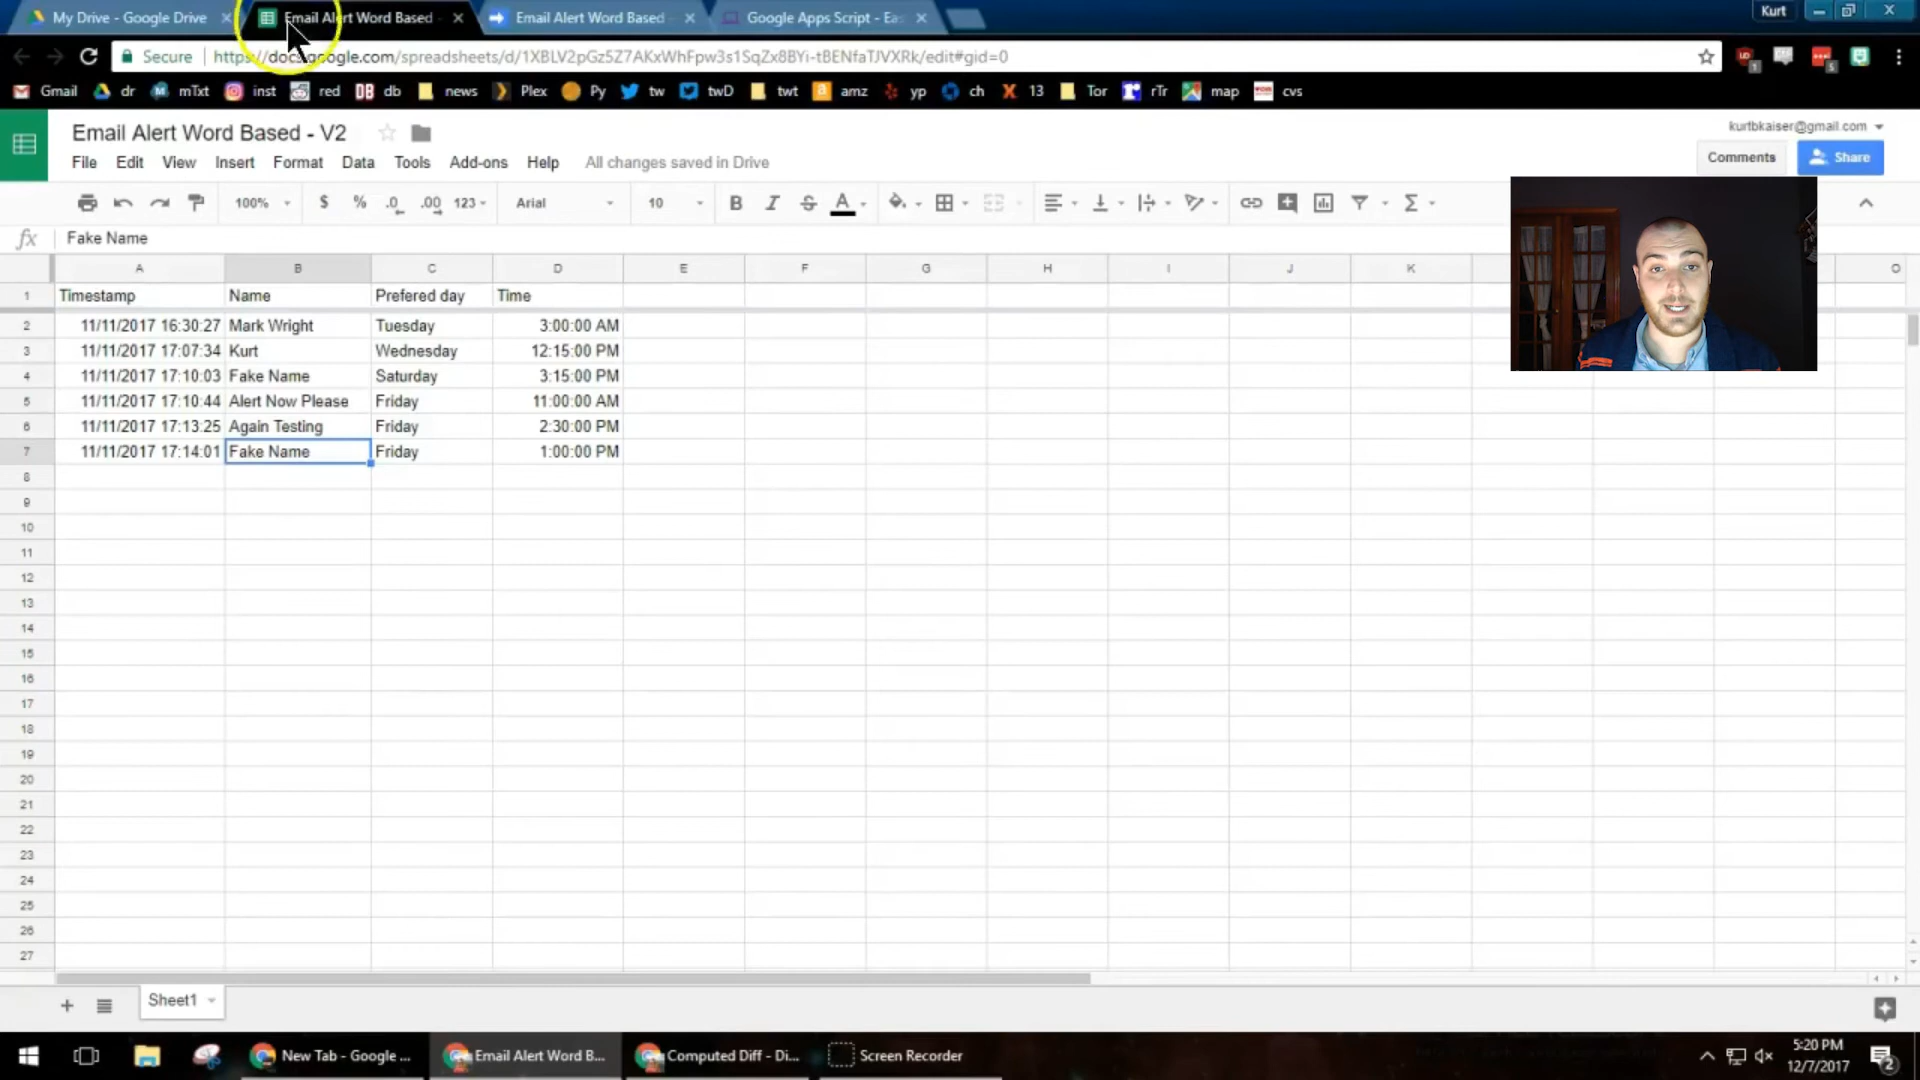 My Drive - Google Drive
Email Alert Word Based
Email Alert Word Based -
Google Apps Script - Eas
Kurt
Secure
https://docs.google.com/spreadsheets/d/1XBLV2pGz5Z7AKxWhFpw3s1SqZx8BYi-tBENfaTJVXRk/edit#gid=0
Gmail dr mTxt inst red DB db news Plex Py tw twD twt amz yp ch 13 Tor rTr map cvs
Email Alert Word Based - V2
kurtbkaiser@gmail.com
File Edit View Insert Format Data Tools Add-ons Help All changes saved in Drive
Comments Share
100% $ % .0 .00 123 Arial 10 B I S A Σ
fx Fake Name
A B C D E F G H I J K O
1 Timestamp Name Prefered day Time
2 11/11/2017 16:30:27 Mark Wright Tuesday 3:00:00 AM
3 11/11/2017 17:07:34 Kurt Wednesday 12:15:00 PM
4 11/11/2017 17:10:03 Fake Name Saturday 3:15:00 PM
5 11/11/2017 17:10:44 Alert Now Please Friday 11:00:00 AM
6 11/11/2017 17:13:25 Again Testing Friday 2:30:00 PM
7 11/11/2017 17:14:01 Fake Name Friday 1:00:00 PM
8
9
10
11
12
13
14
15
16
17
18
19
20
21
22
23
24
25
26
27
Sheet1
New Tab - Google ...
Email Alert Word B...
Computed Diff - Di...
Screen Recorder
5:20 PM
12/7/2017
2